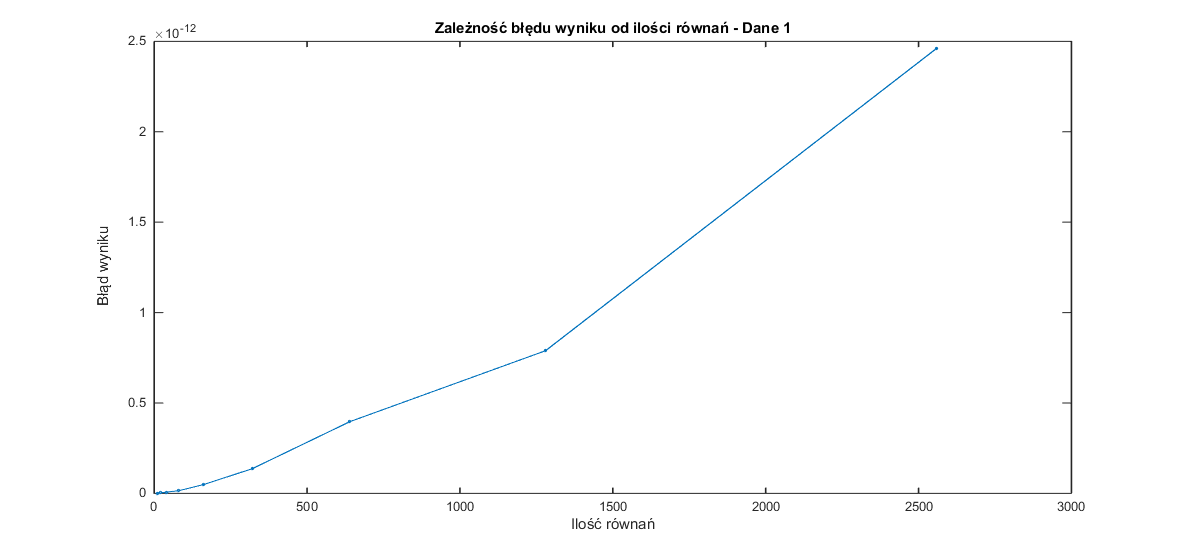 Zależność błędu wyniku od ilości równań - Dane 1
×10-12
2.5
2
1.5
1
0.5
0
Błąd wyniku
0 500 1000 1500 2000 2500 3000
Ilość równań